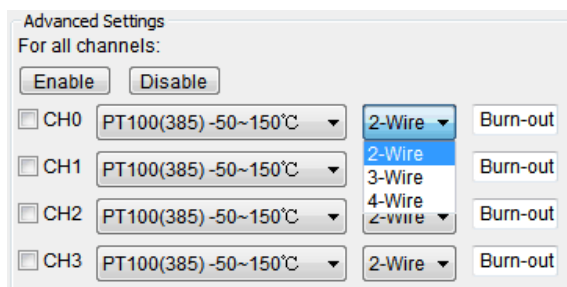 Advanced Settings
For all channels:
Enable Disable
CH0 PT100(385) -50~150℃ 2-Wire Burn-out
2-Wire
CH1 PT100(385) -50~150℃ 3-Wire Burn-out
4-Wire
CH2 PT100(385) -50~150℃ 2-Wire Burn-out
CH3 PT100(385) -50~150℃ 2-Wire Burn-out